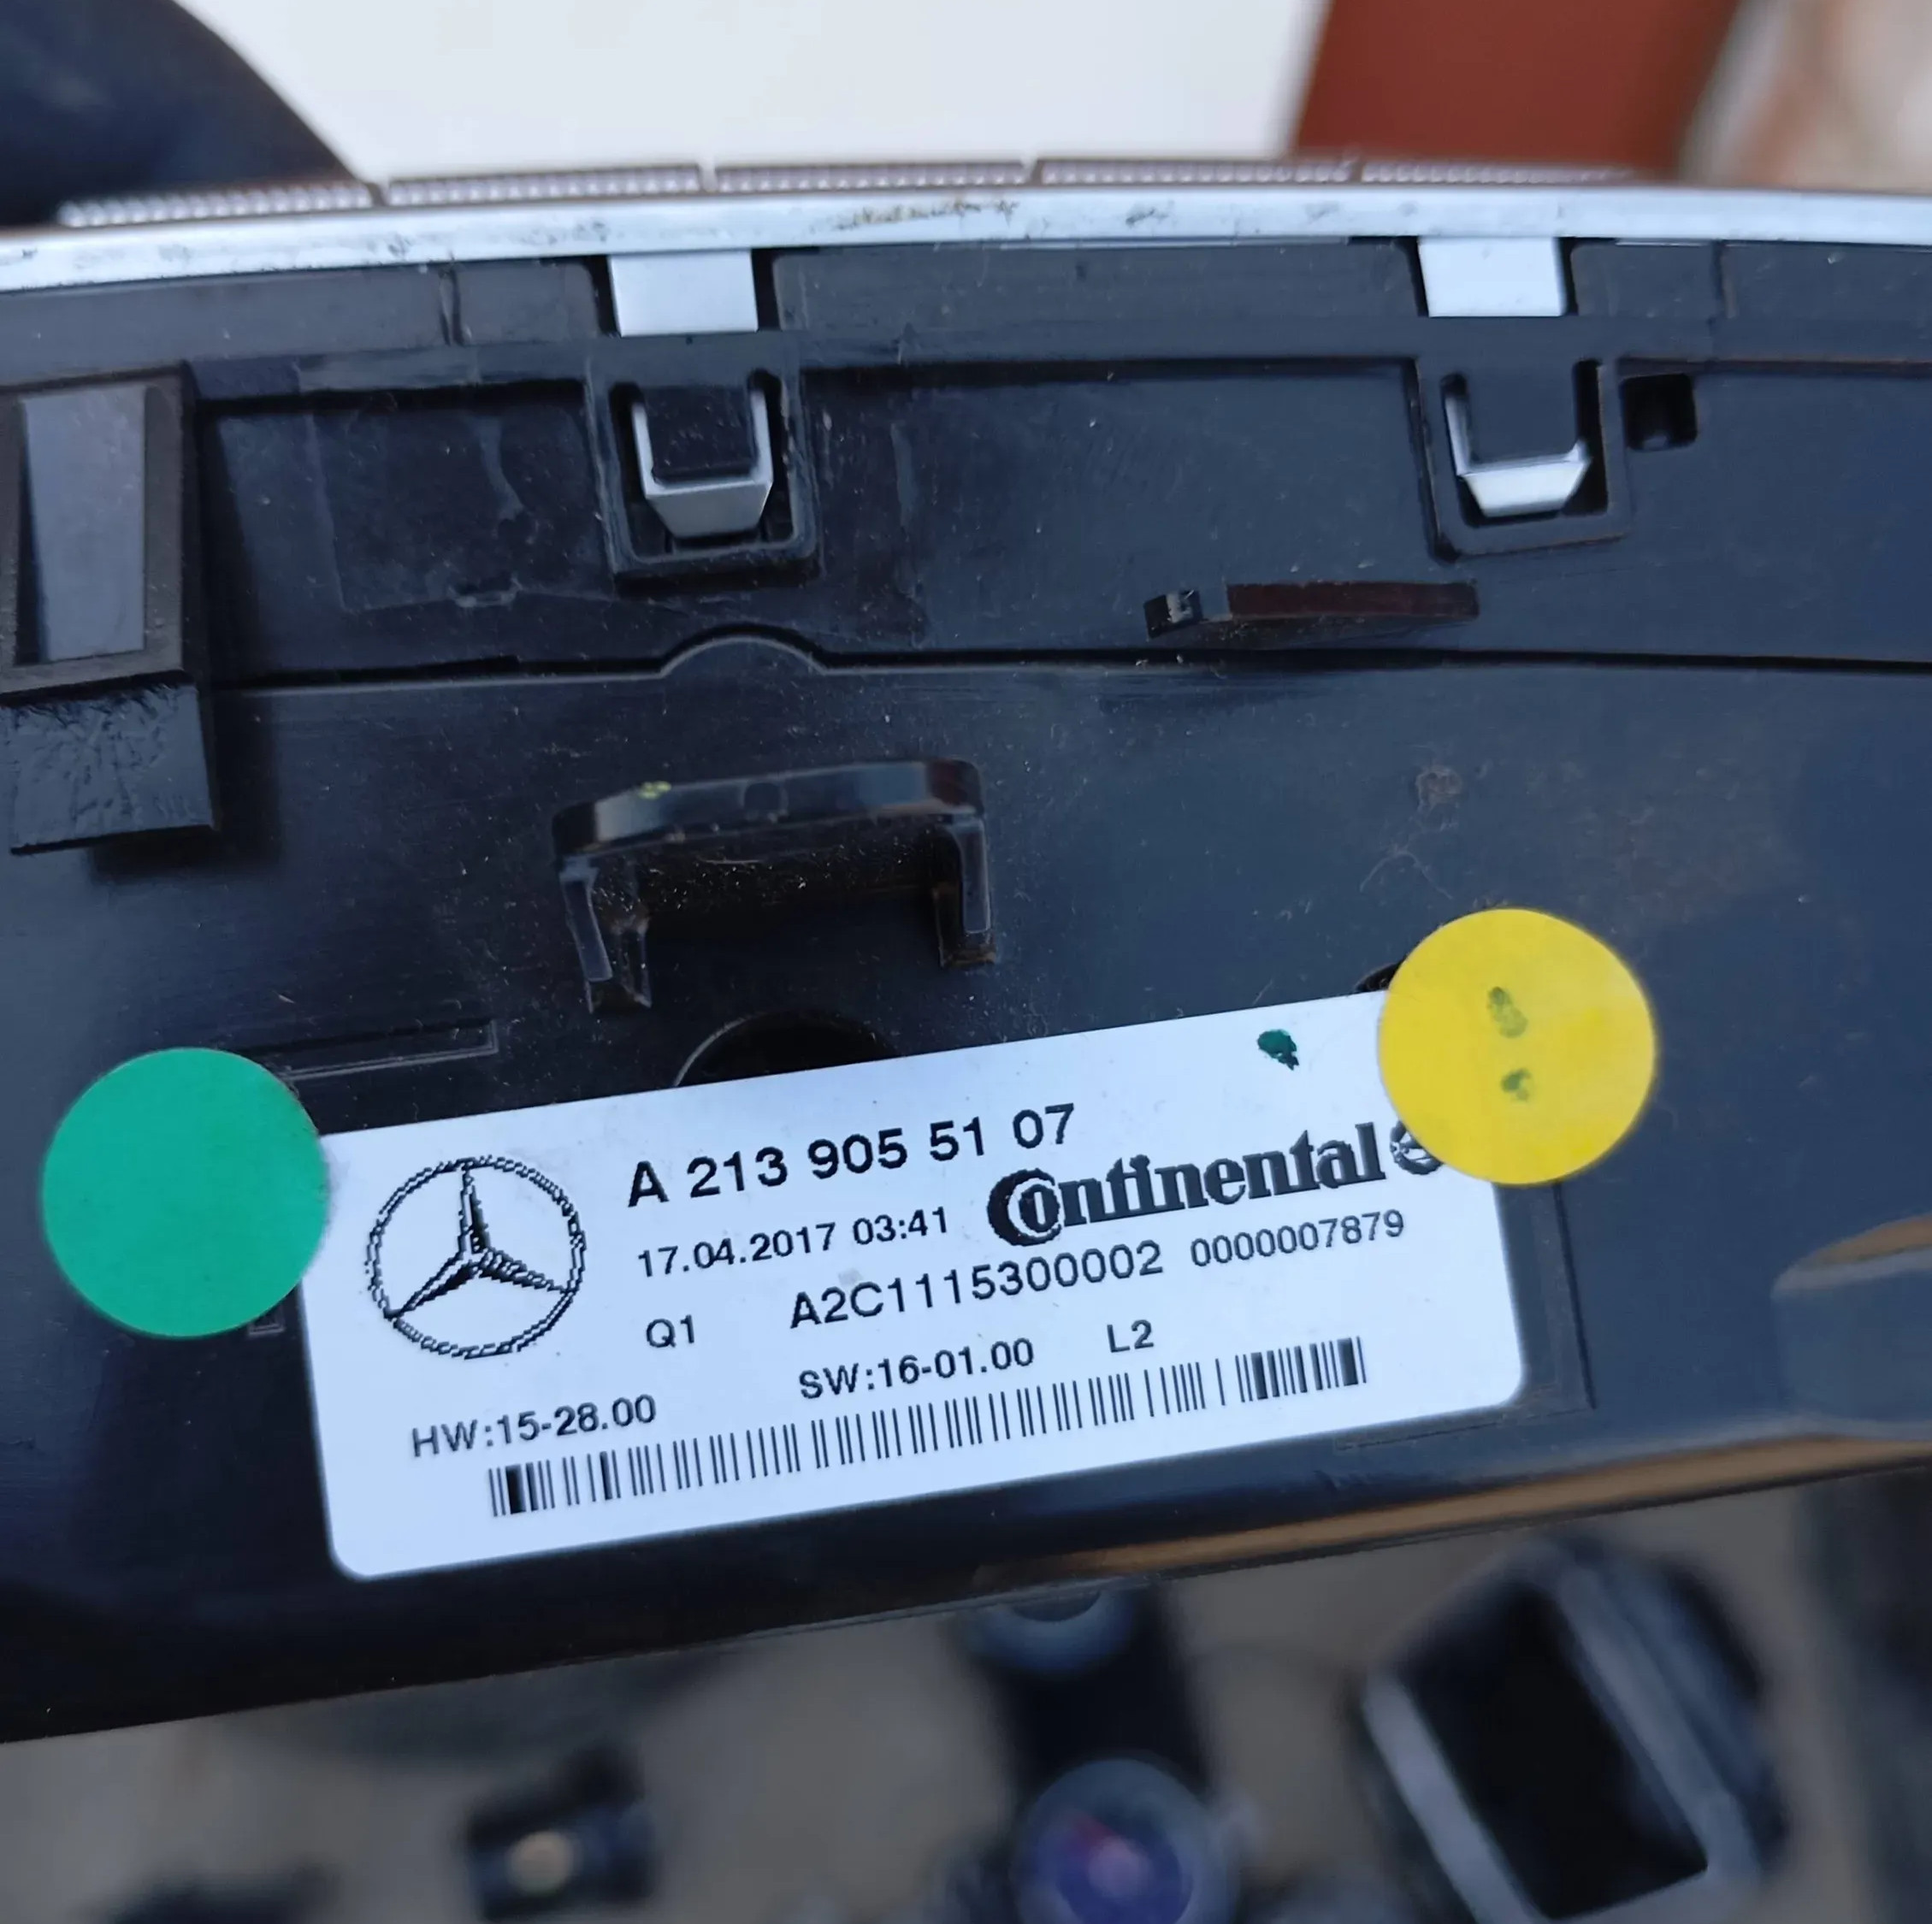 A 213 905 51 07
17.04.2017 03:41 Continental
Q1 A2C1115300002 0000007879
HW:15-28.00 SW:16-01.00 L2